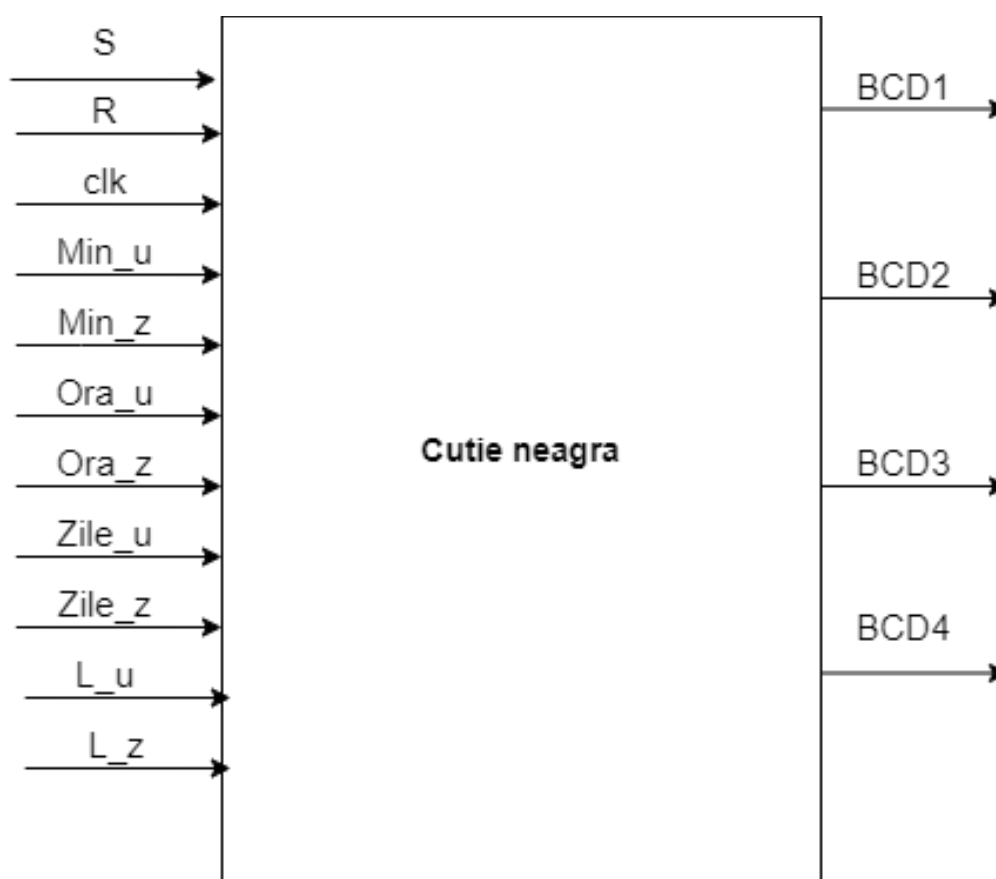 S
R
clk
Min_u
Min_z
Ora_u
Ora_z
Zile_u
Zile_z
L_u
L_z
Cutie neagra
BCD1
BCD2
BCD3
BCD4